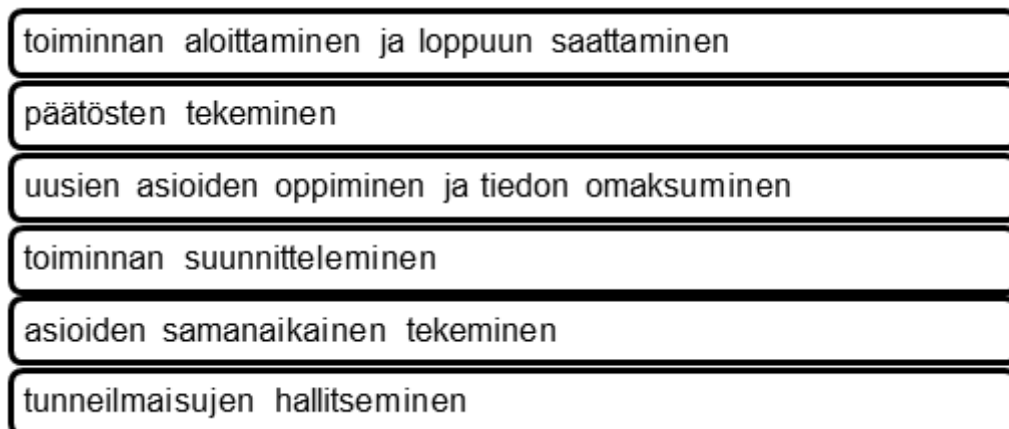 toiminnan aloittaminen ja loppuun saattaminen
päätösten tekeminen
uusien asioiden oppiminen ja tiedon omaksuminen
toiminnan suunnitteleminen
asioiden samanaikainen tekeminen
tunneilmaisujen hallitseminen